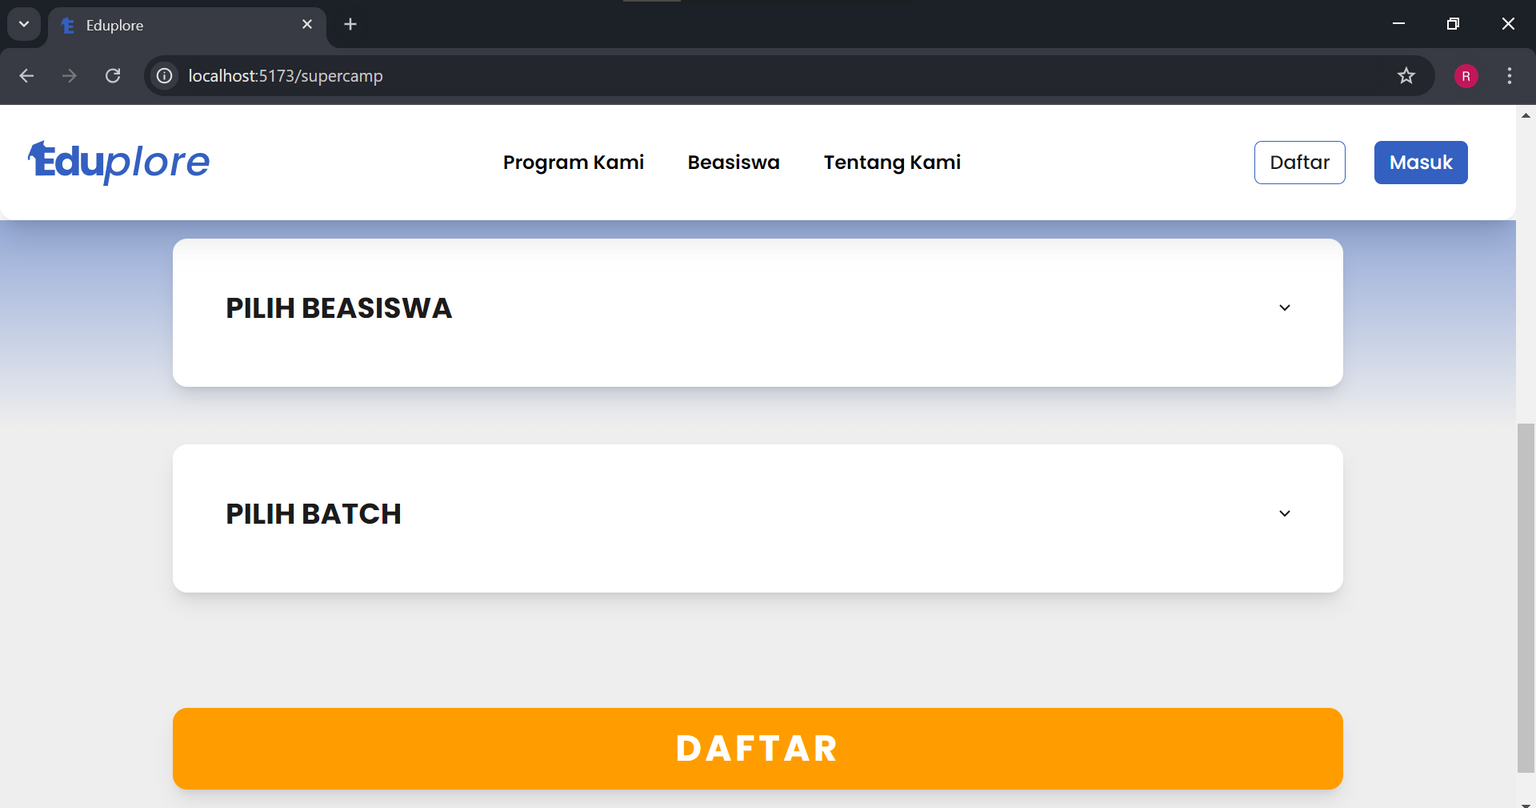 Eduplore
localhost:5173/supercamp
R
Eduplore
Program Kami
Beasiswa
Tentang Kami
Daftar
Masuk
PILIH BEASISWA
PILIH BATCH
DAFTAR